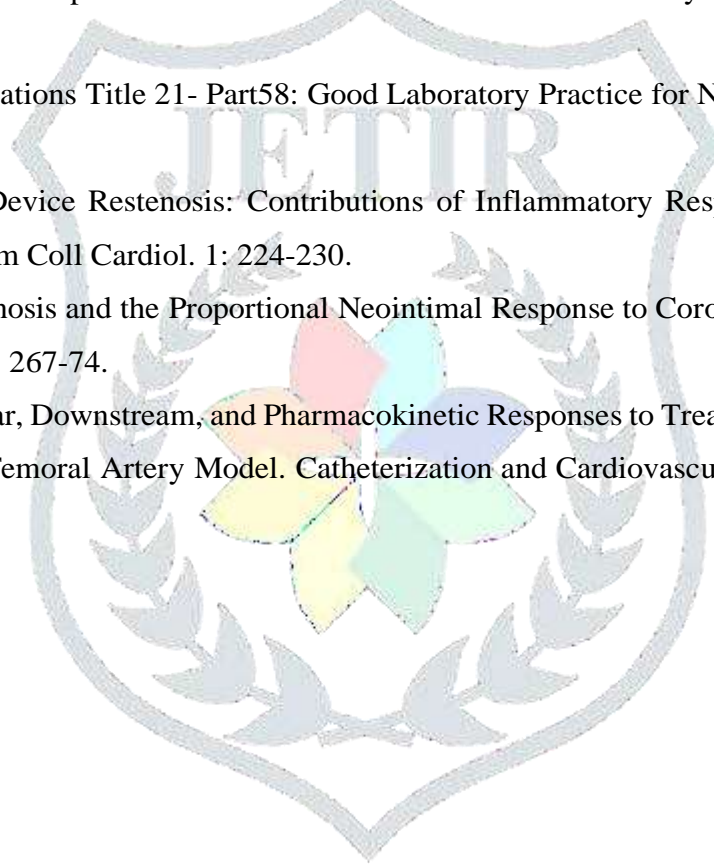 ations Title 21- Part58: Good Laboratory Practice for N
JETIR
Device Restenosis: Contributions of Inflammatory Res
m Coll Cardiol. 1: 224-230.
nosis and the Proportional Neointimal Response to Coro
267-74.
ar, Downstream, and Pharmacokinetic Responses to Trea
Femoral Artery Model. Catheterization and Cardiovascu